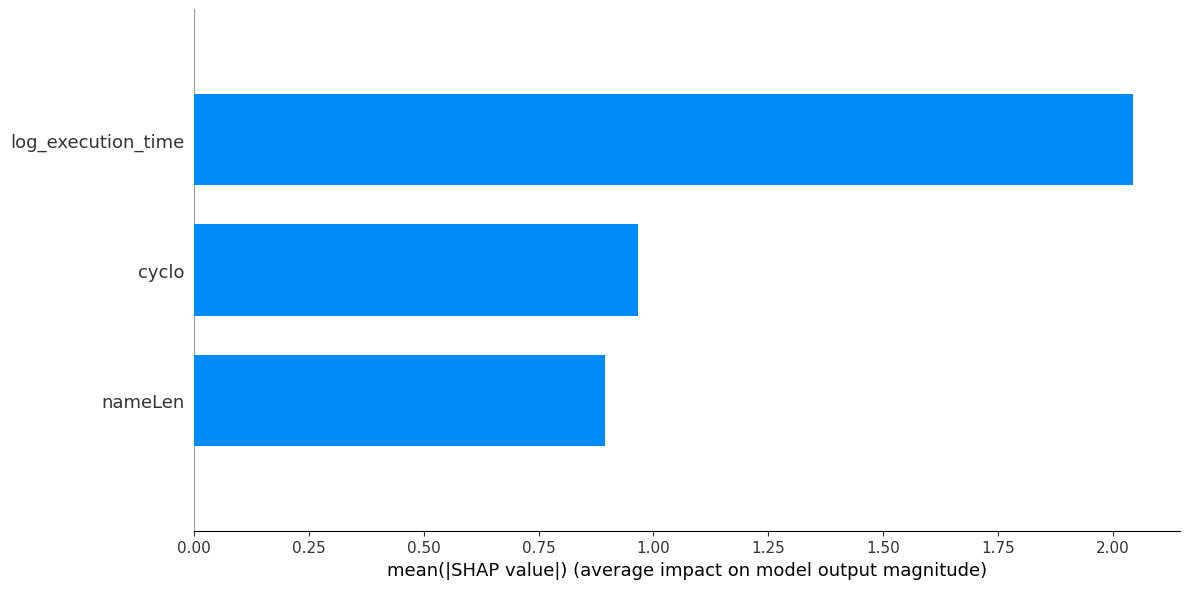 log_execution_time
cyclo
nameLen
0.00 0.25 0.50 0.75 1.00 1.25 1.50 1.75 2.00
mean(|SHAP value|) (average impact on model output magnitude)